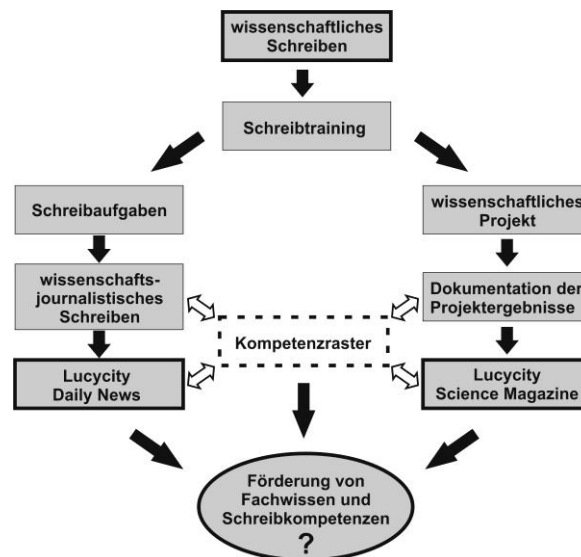 wissenschaftliches
Schreiben
Schreibtraining
Schreibaufgaben
wissenschaftliches
Projekt
wissenschafts-
journalistisches
Schreiben
Dokumentation der
Projektergebnisse
Kompetenzraster
Lucycity
Daily News
Lucycity
Science Magazine
Förderung von
Fachwissen und
Schreibkompetenzen
?